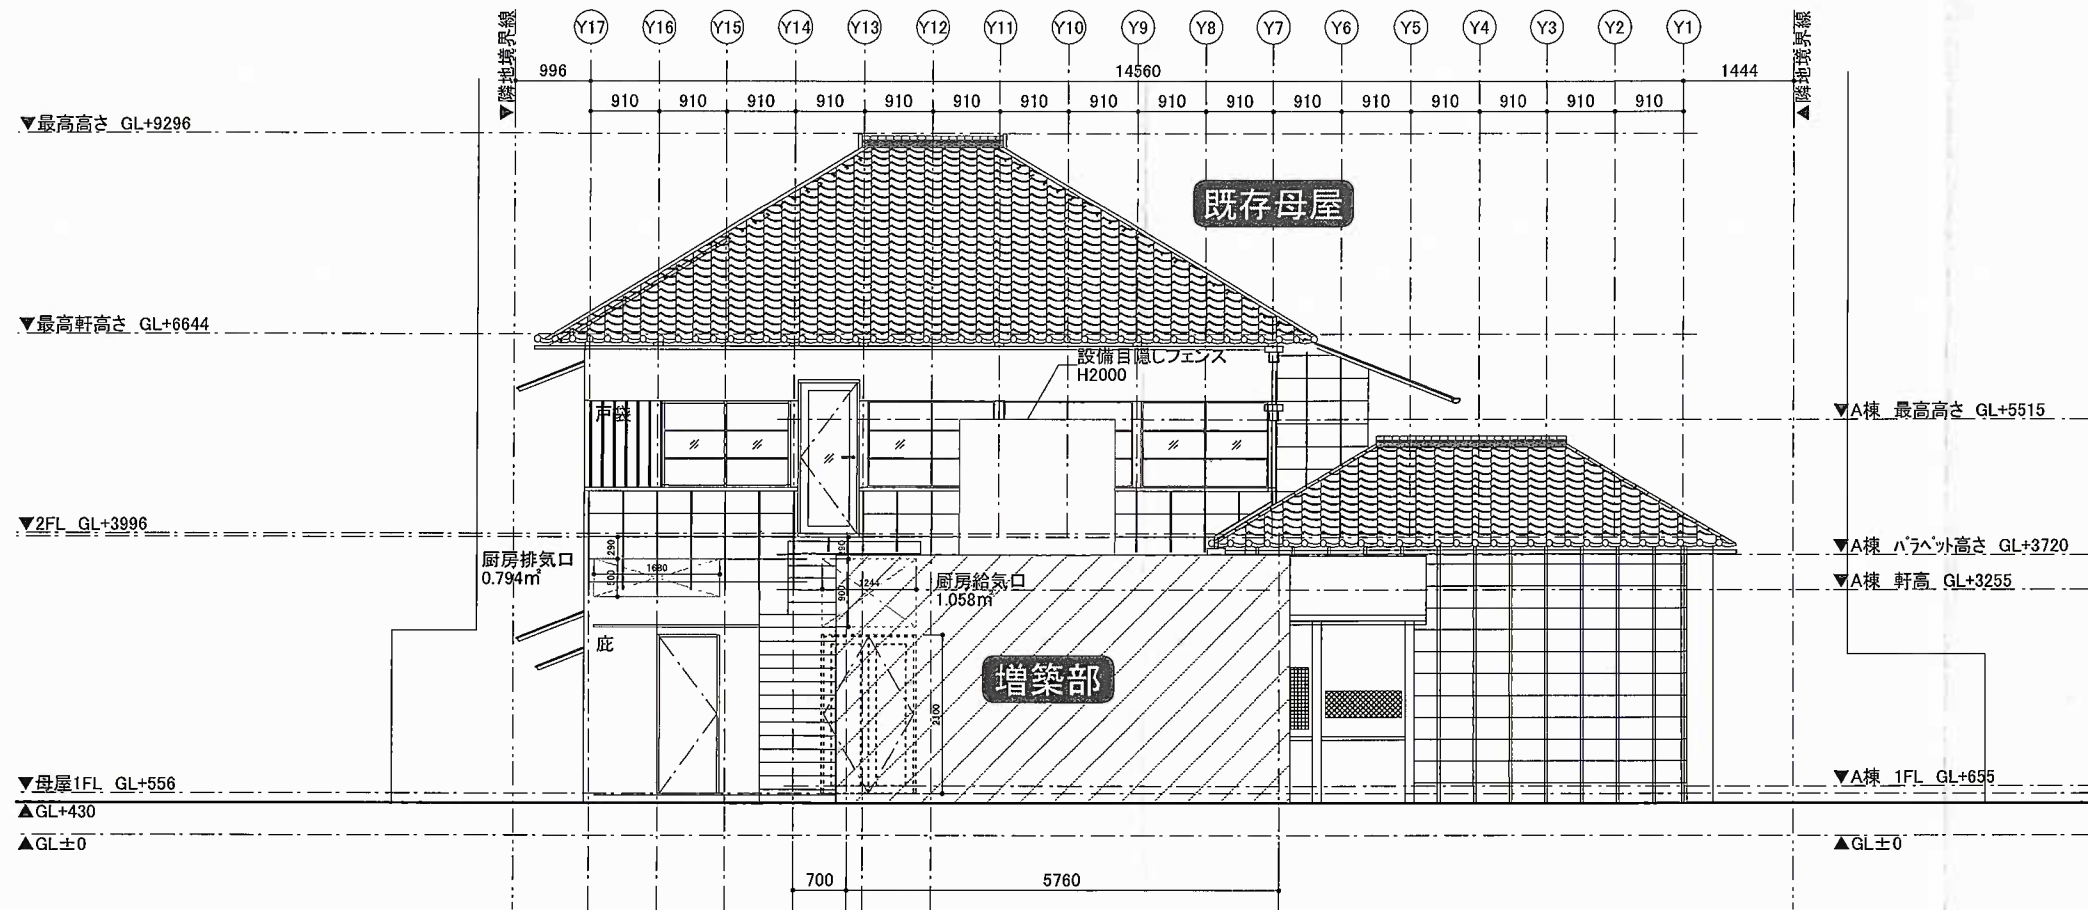 Y17 Y16 Y15 Y14 Y13 Y12 Y11 Y10 Y9 Y8 Y7 Y6 Y5 Y4 Y3 Y2 Y1
▼隣地境界線
▲隣地境界線
996 14560 1444
910 910 910 910 910 910 910 910 910 910 910 910 910 910 910 910
▼最高高さ GL+9296
既存母屋
▼最高軒高さ GL+6644
設備目隠しフェンス
H2000
戸袋
▼A棟 最高高さ GL+5515
▼2FL GL+3996
▼A棟 パラペット高さ GL+3720
▼A棟 軒高 GL+3255
厨房排気口
0.794㎡
290
500
1680
290
900
1244
厨房給気口
1.058㎡
庇
増築部
2100
▼母屋1FL GL+556
▼A棟 1FL GL+655
▲GL+430
▲GL±0
▲GL±0
700 5760